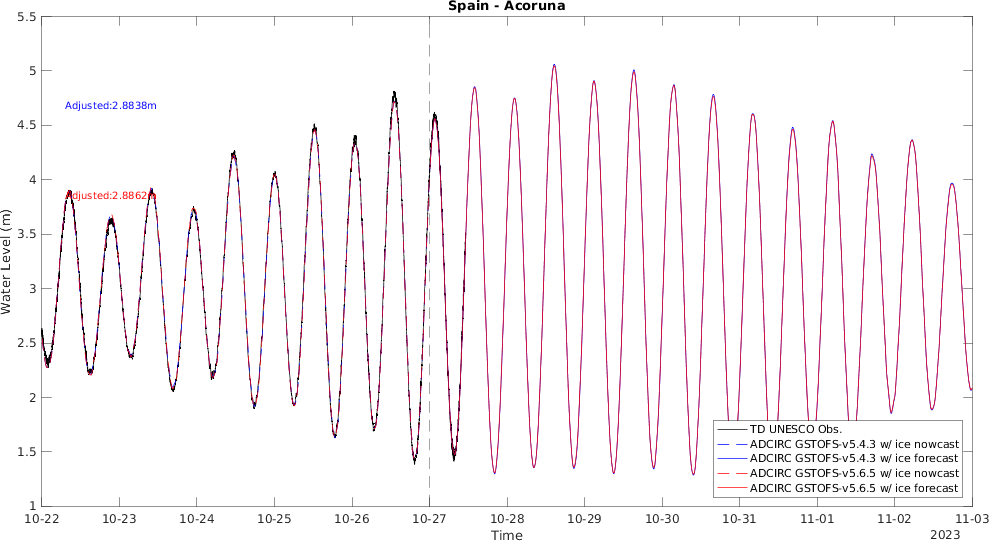 Spain - Acoruna
5.5
5
4.5
4
3.5
3
2.5
2
1.5
1
Water Level (m)
Adjusted:2.8838m
Adjusted:2.8862m
TD UNESCO Obs.
ADCIRC GSTOFS-v5.4.3 w/ ice nowcast
ADCIRC GSTOFS-v5.4.3 w/ ice forecast
ADCIRC GSTOFS-v5.6.5 w/ ice nowcast
ADCIRC GSTOFS-v5.6.5 w/ ice forecast
10-22 10-23 10-24 10-25 10-26 10-27 10-28 10-29 10-30 10-31 11-01 11-02 11-03
Time
2023